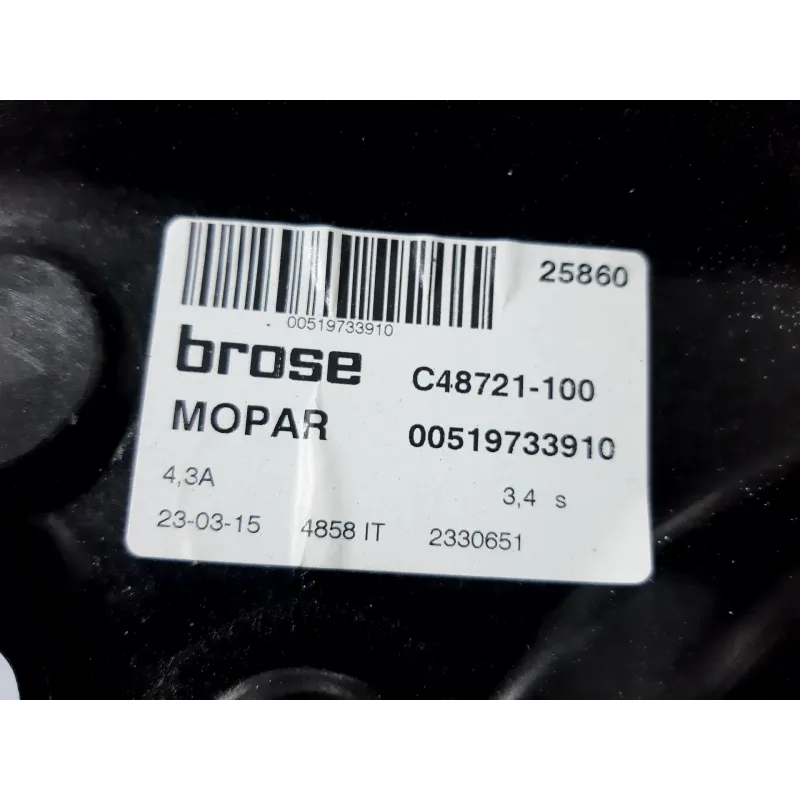 25860
00519733910
brose C48721-100
MOPAR 00519733910
4,3A 3,4 s
23-03-15 4858 IT 2330651